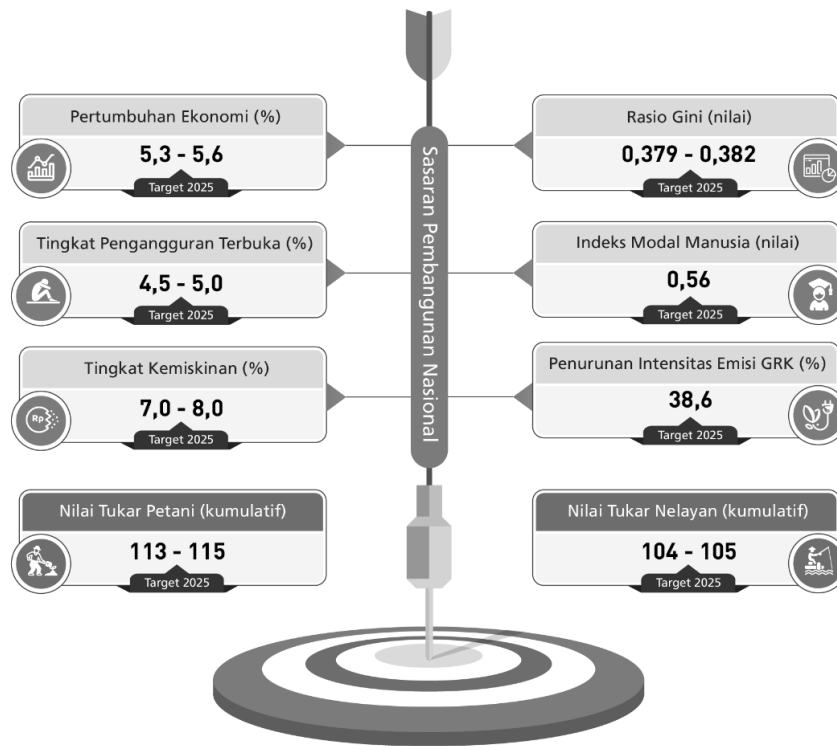 Pertumbuhan Ekonomi (%)
5,3 - 5,6
Target 2025
Tingkat Pengangguran Terbuka (%)
4,5 - 5,0
Target 2025
Tingkat Kemiskinan (%)
Rp
7,0 - 8,0
Target 2025
Nilai Tukar Petani (kumulatif)
113 - 115
Target 2025
Sasaran Pembangunan Nasional
Rasio Gini (nilai)
0,379 - 0,382
Target 2025
Indeks Modal Manusia (nilai)
0,56
Target 2025
Penurunan Intensitas Emisi GRK (%)
38,6
Target 2025
Nilai Tukar Nelayan (kumulatif)
104 - 105
Target 2025